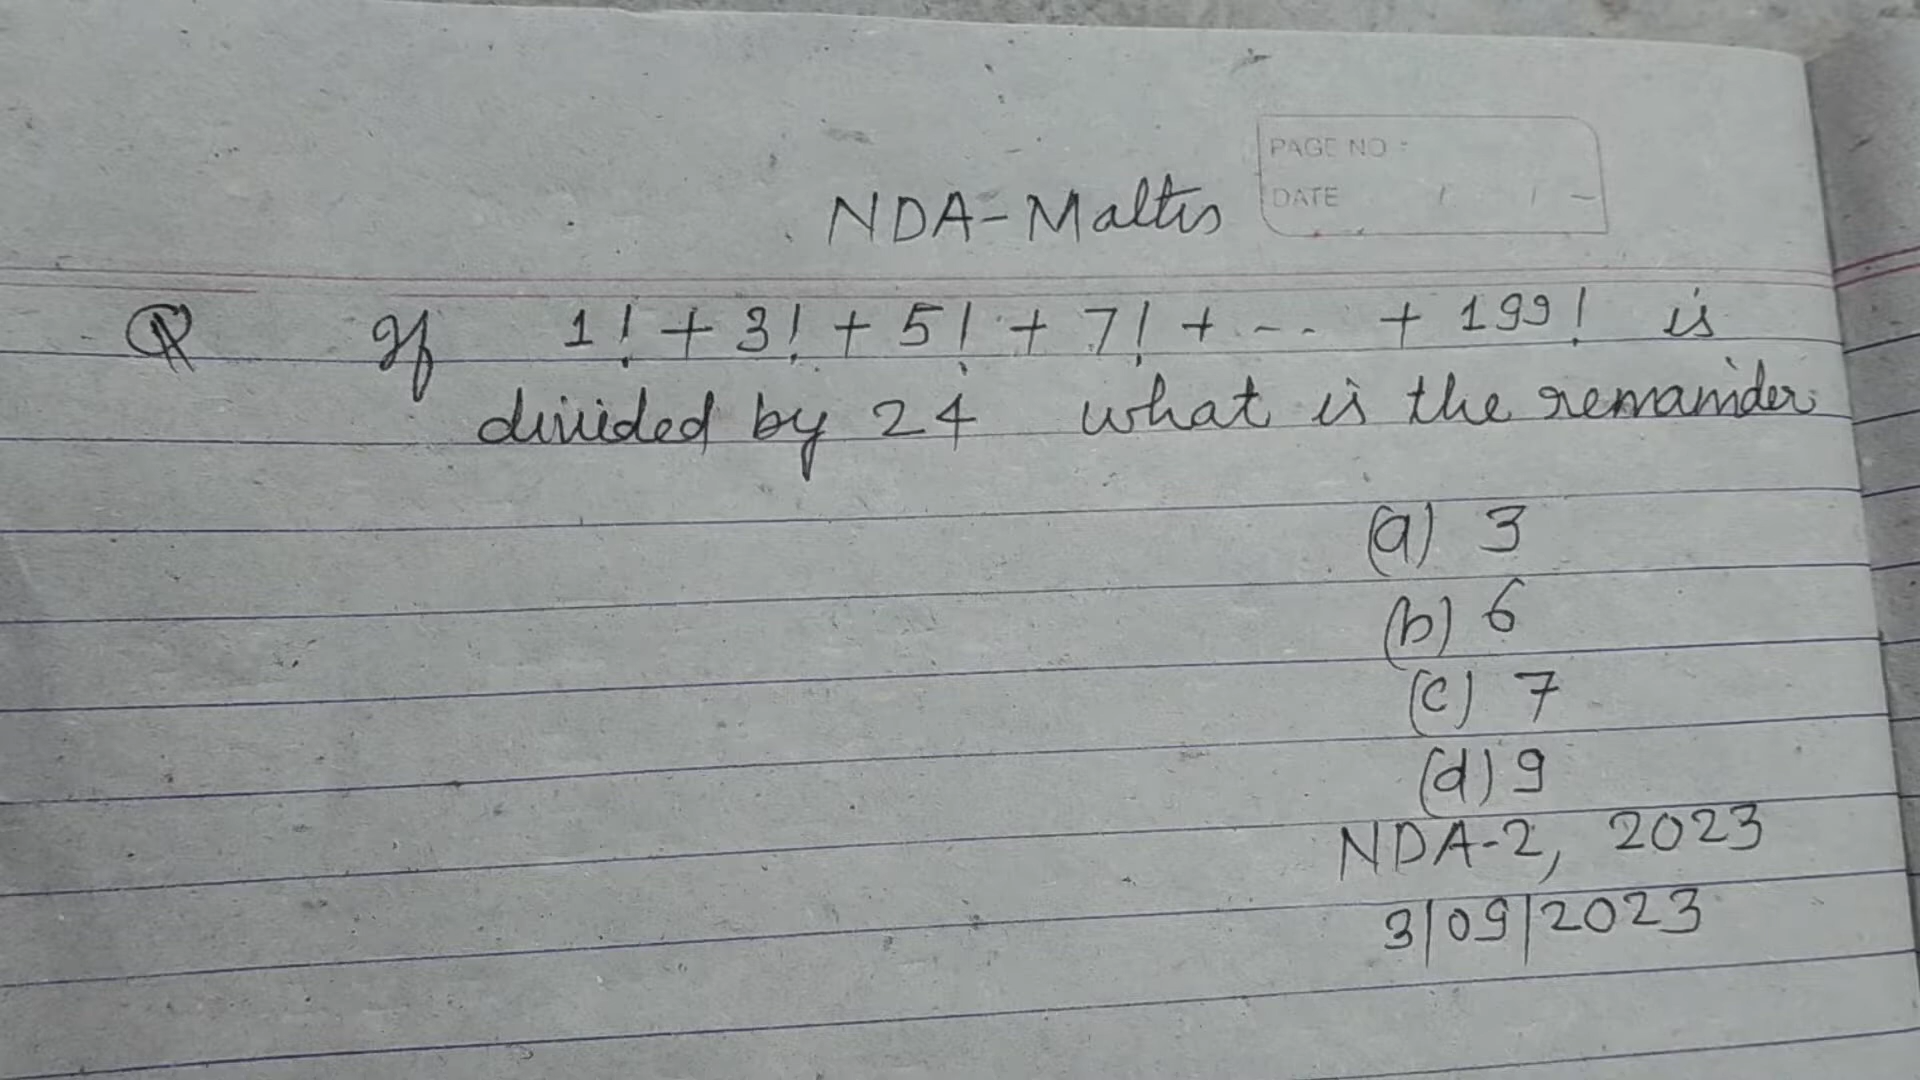 PAGE NO :
DATE / / -
NDA-Maths
Q If 1! + 3! + 5! + 7! + --- + 199! is
divided by 24 what is the remainder
(a) 3
(b) 6
(c) 7
(d) 9
NDA-2, 2023
3/09/2023